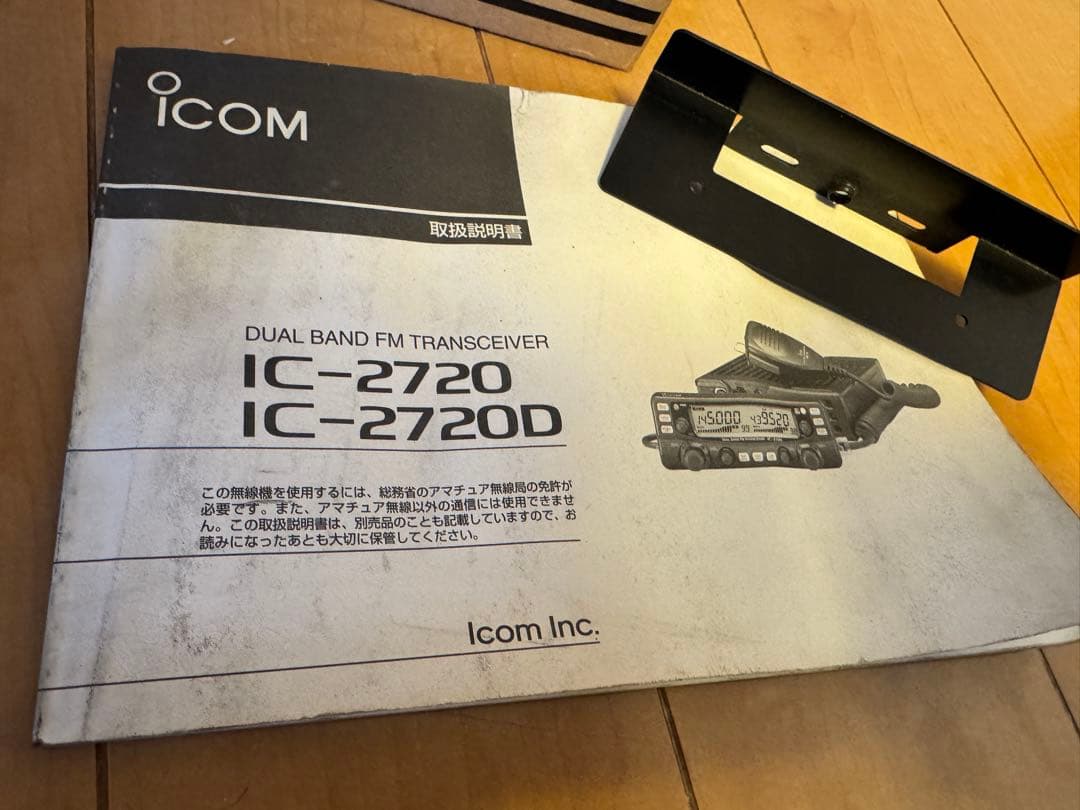 ICOM
取扱説明書
DUAL BAND FM TRANSCEIVER
IC-2720
IC-2720D
この無線機を使用するには、総務省のアマチュア無線局の免許が
必要です。また、アマチュア無線以外の通信には使用できませ
ん。この取扱説明書は、別売品のことも記載していますので、お
読みになったあとも大切に保管してください。
145.000 439.520
Icom Inc.